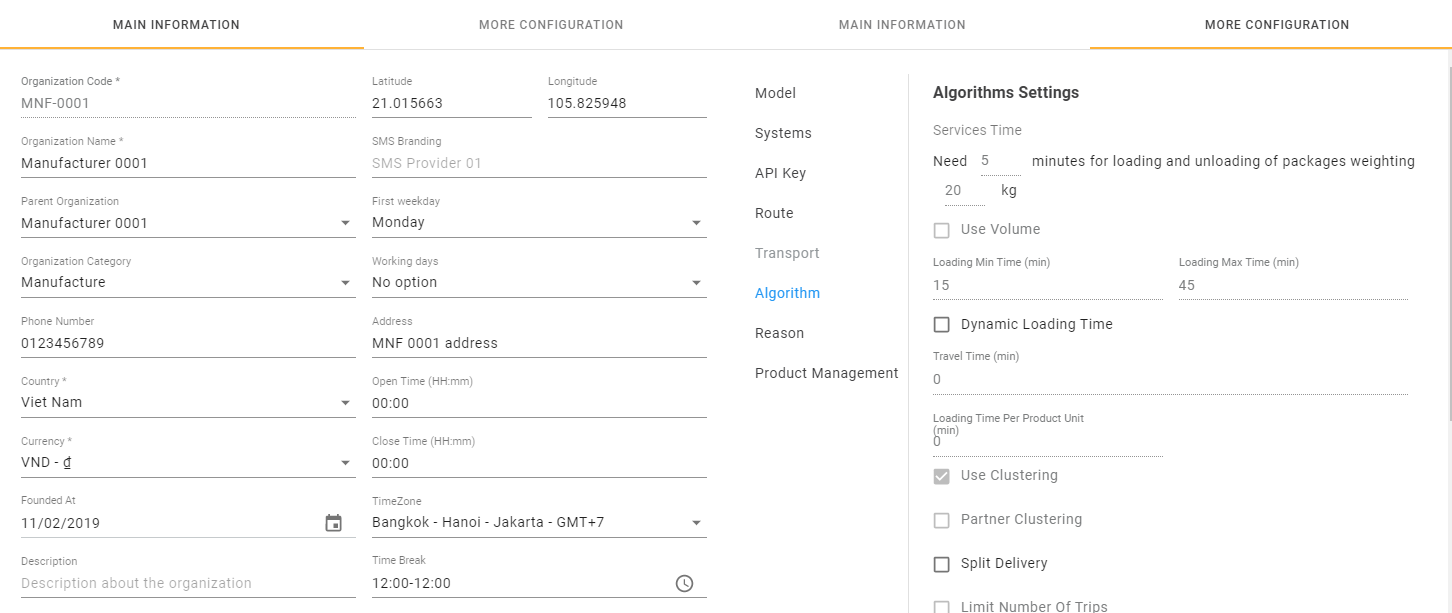 MAIN INFORMATION
MORE CONFIGURATION
Organization Code *
MNF-0001
Organization Name *
Manufacturer 0001
Parent Organization
Manufacturer 0001
Organization Category
Manufacture
Phone Number
0123456789
Country *
Viet Nam
Currency *
VND - ₫
Founded At
11/02/2019
Description
Description about the organization
Latitude
21.015663
Longitude
105.825948
SMS Branding
SMS Provider 01
First weekday
Monday
Working days
No option
Address
MNF 0001 address
Open Time (HH:mm)
00:00
Close Time (HH:mm)
00:00
TimeZone
Bangkok - Hanoi - Jakarta - GMT+7
Time Break
12:00-12:00
MAIN INFORMATION
MORE CONFIGURATION
Model
Systems
API Key
Route
Transport
Algorithm
Reason
Product Management
Algorithms Settings
Services Time
Need 5 minutes for loading and unloading of packages weighting
20 kg
Use Volume
Loading Min Time (min)
15
Loading Max Time (min)
45
Dynamic Loading Time
Travel Time (min)
0
Loading Time Per Product Unit
(min)
0
Use Clustering
Partner Clustering
Split Delivery
Limit Number Of Trips